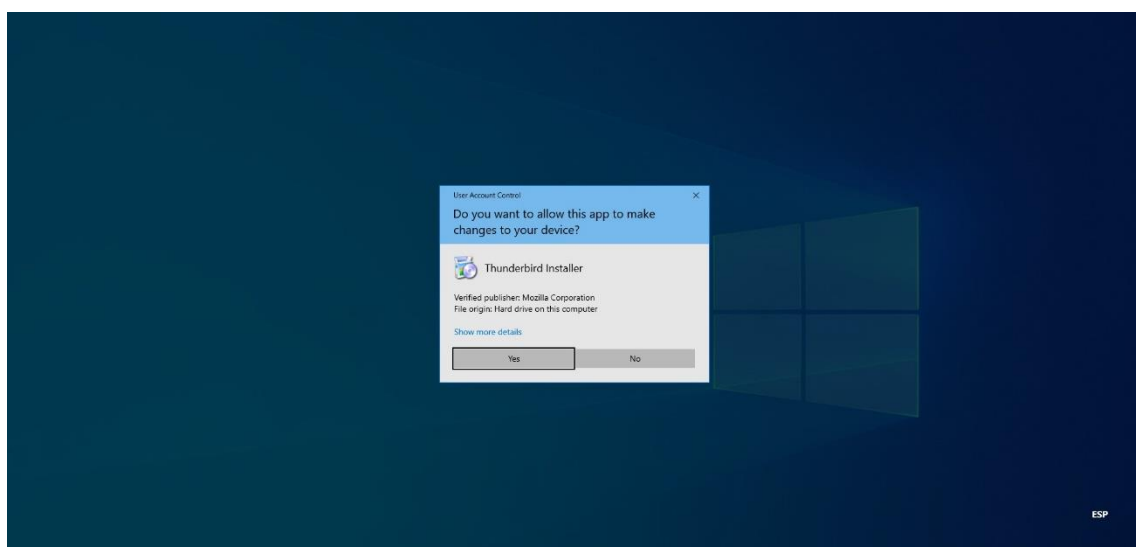 User Account Control
Do you want to allow this app to make
changes to your device?
Thunderbird Installer
Verified publisher: Mozilla Corporation
File origin: Hard drive on this computer
Show more details
Yes
No
ESP